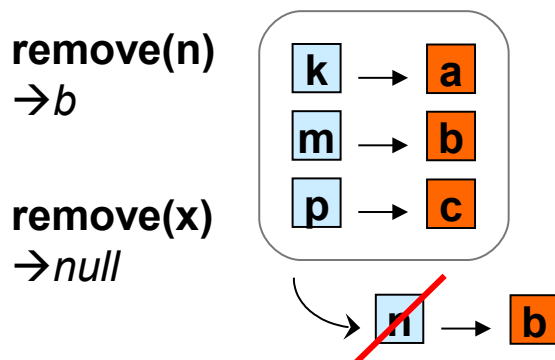 remove(n)
→b
remove(x)
→null
k → a
m → b
p → c
n → b